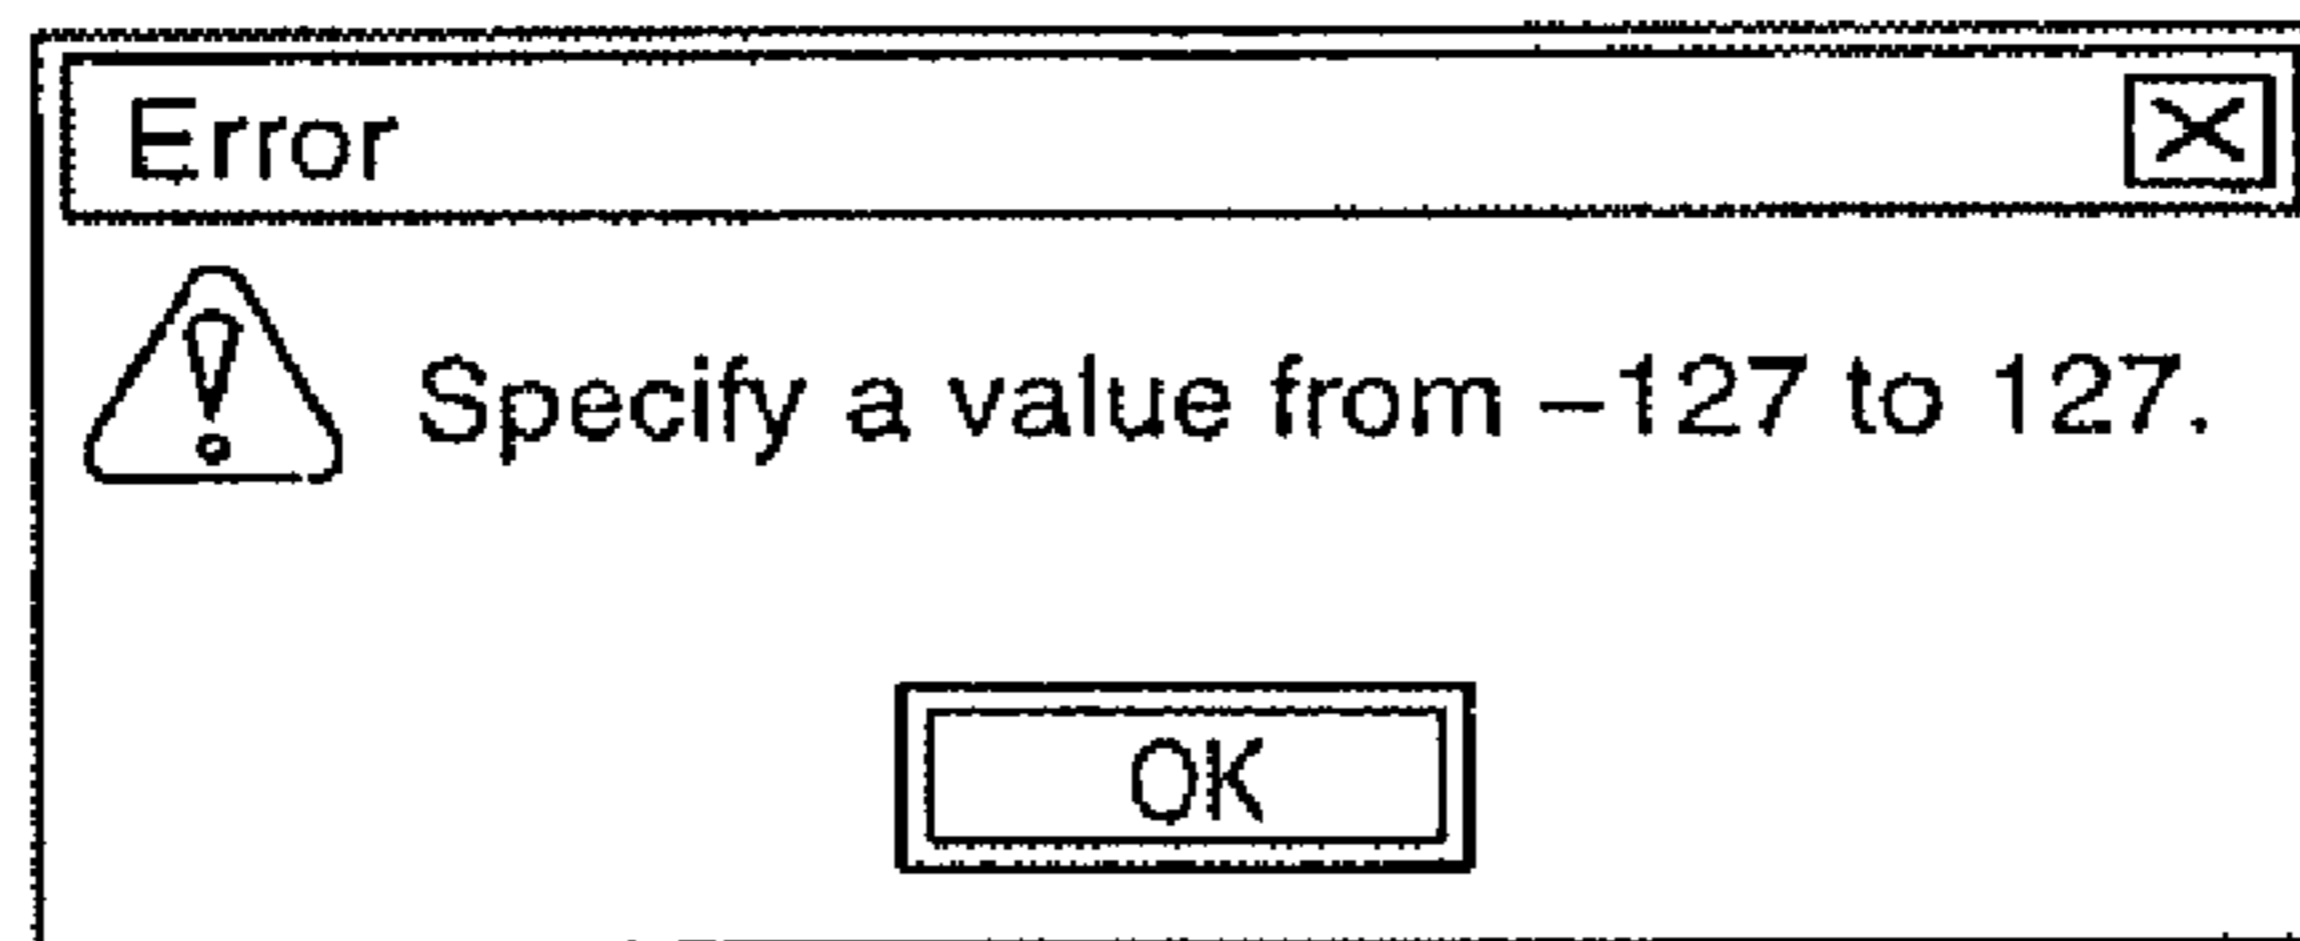 Error
Specify a value from –127 to 127.
OK